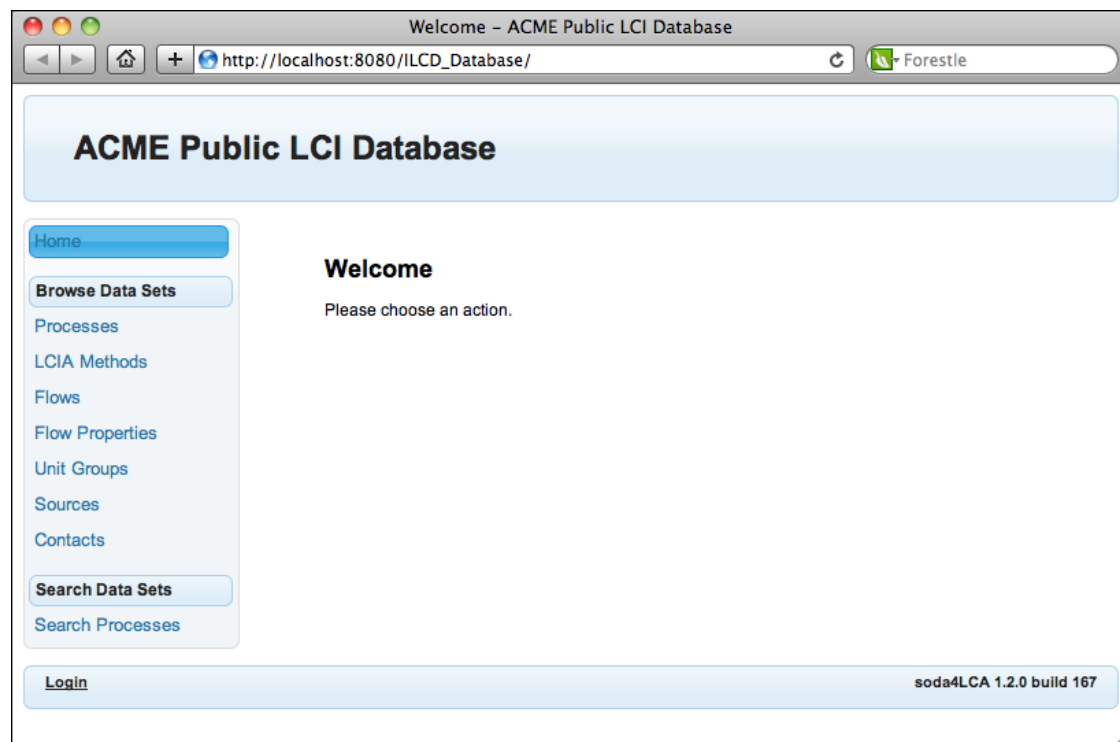 Welcome – ACME Public LCI Database
http://localhost:8080/ILCD_Database/
Forestle
ACME Public LCI Database
Home
Browse Data Sets
Processes
LCIA Methods
Flows
Flow Properties
Unit Groups
Sources
Contacts
Search Data Sets
Search Processes
Welcome
Please choose an action.
Login
soda4LCA 1.2.0 build 167